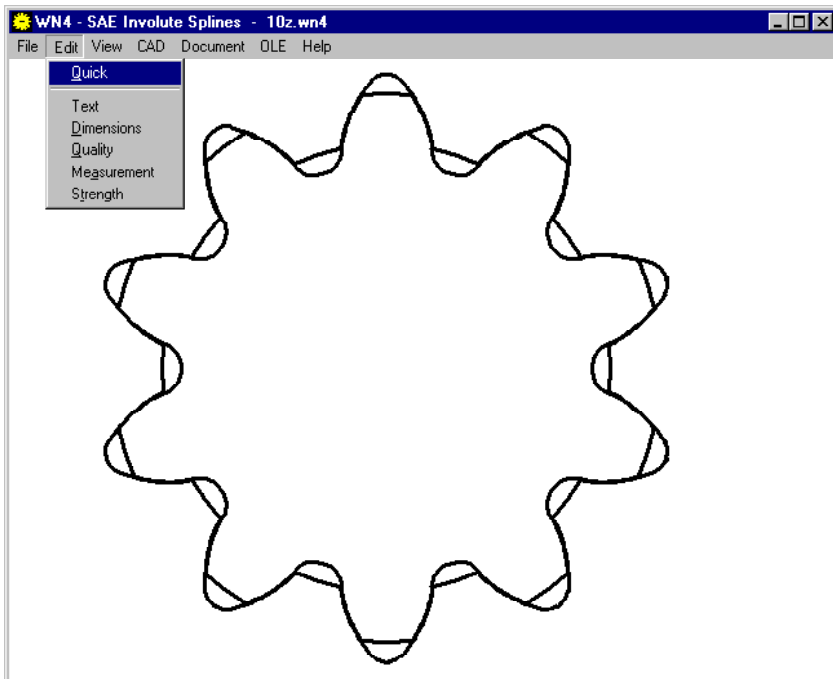 WN4 - SAE Involute Splines - 10z.wn4
File Edit View CAD Document OLE Help
Quick
Text
Dimensions
Quality
Measurement
Strength